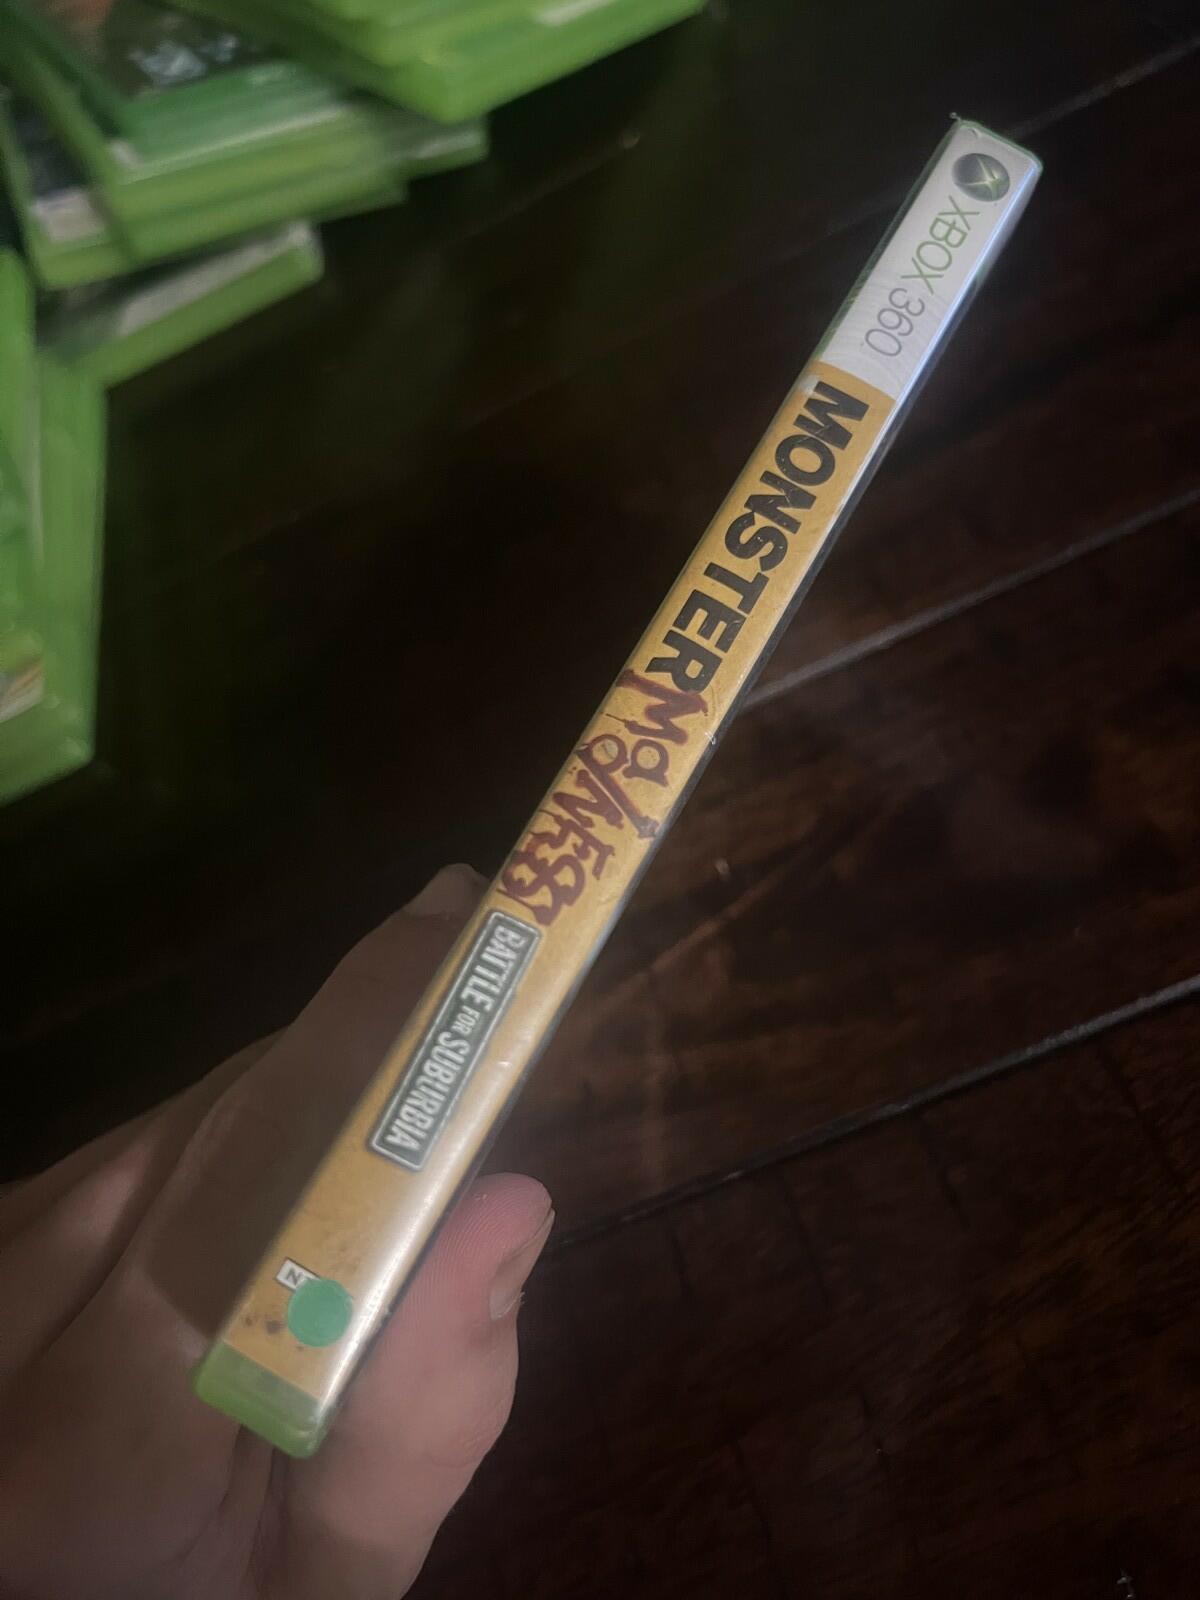 XBOX 360
MONSTER
MADNESS
BATTLE FOR SUBURBIA